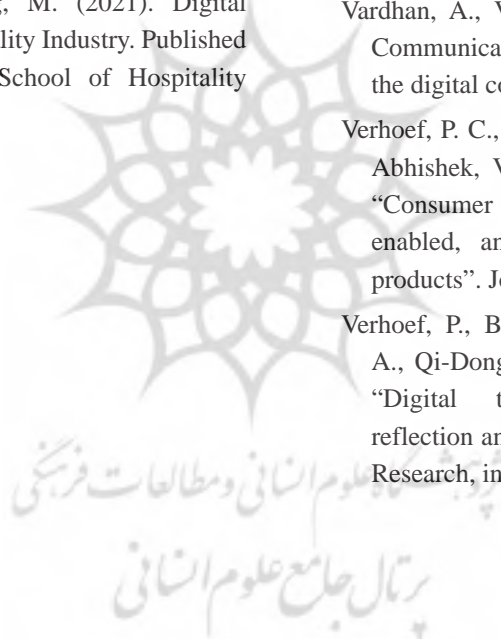 g, M. (2021). Digital
lity Industry. Published
School of Hospitality
Vardhan, A., V
Communica
the digital co
Verhoef, P. C.,
Abhishek, V
“Consumer
enabled, an
products”. Jo
Verhoef, P., B
A., Qi-Dong
“Digital t
reflection an
Research, in
پژوهشگاه علوم انسانی و مطالعات فرهنگی
پرتال جامع علوم انسانی